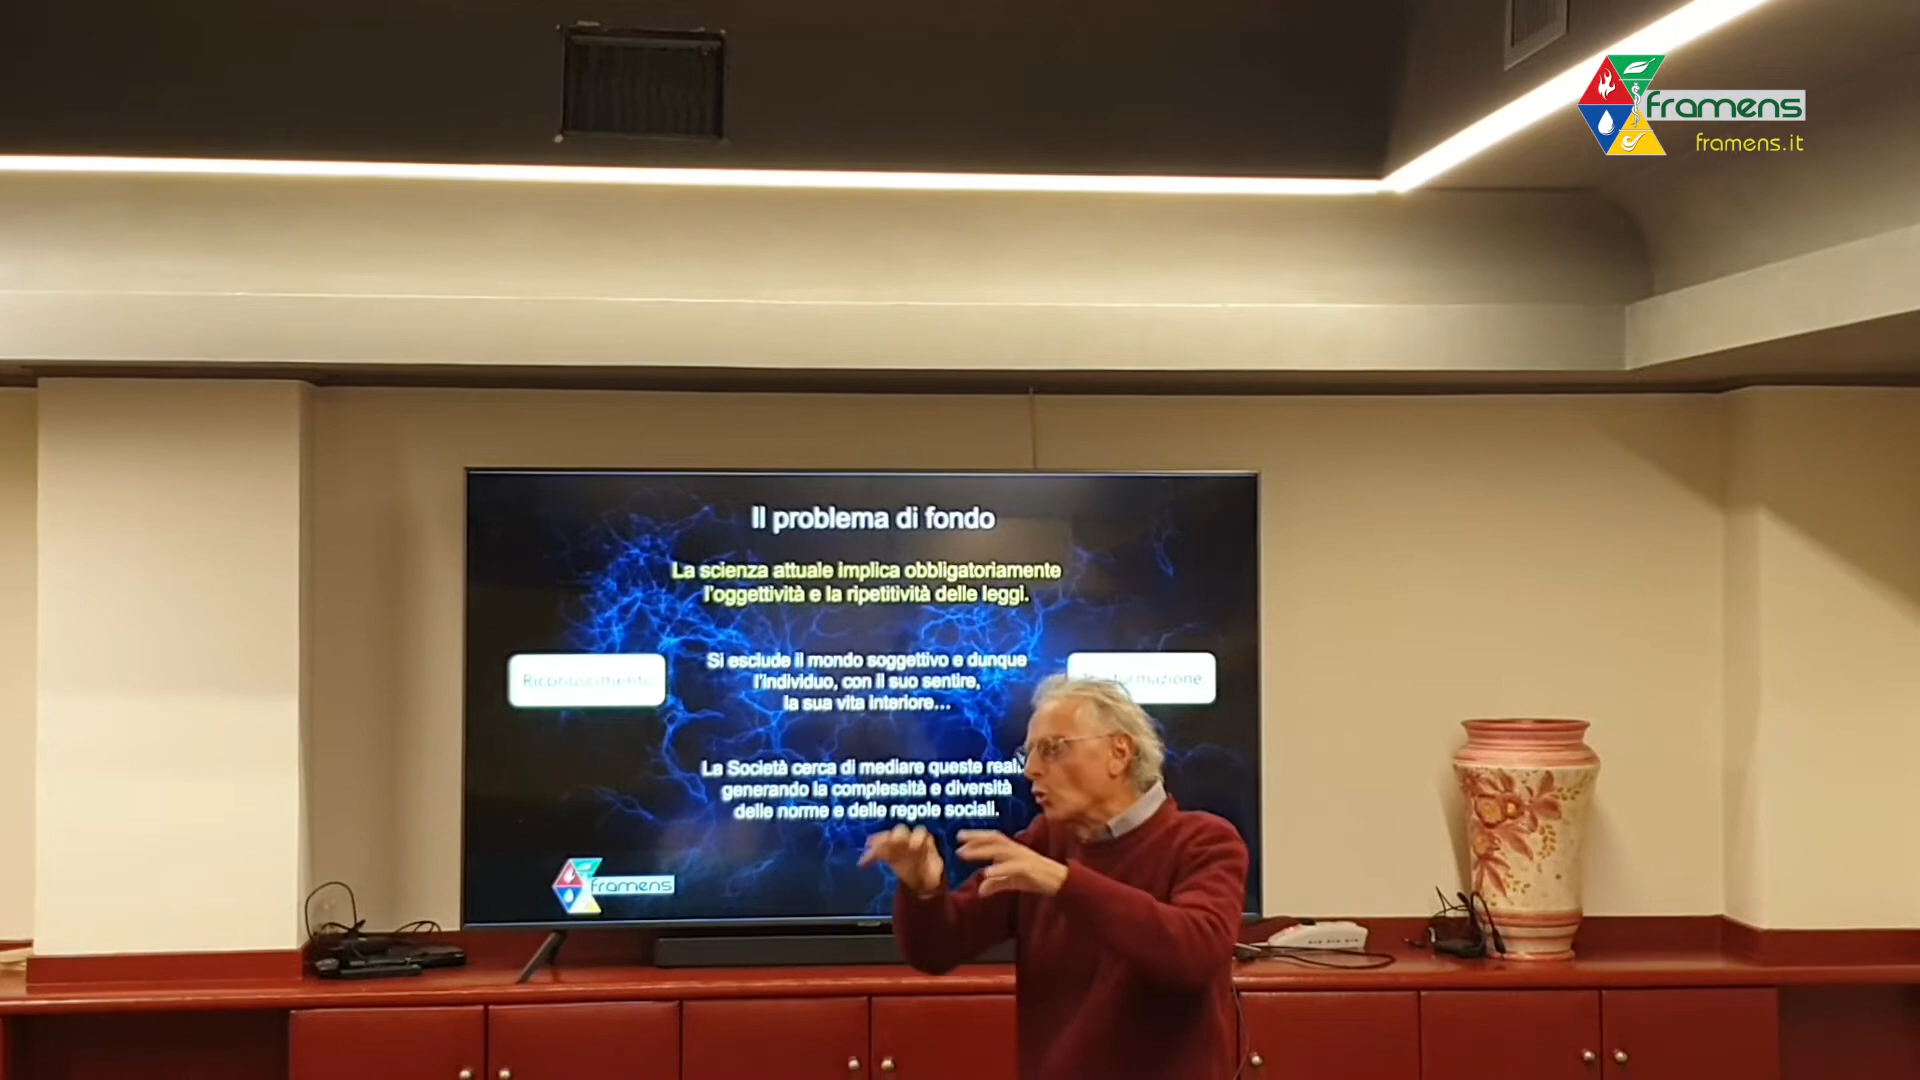 framens
framens.it
Il problema di fondo
La scienza attuale implica obbligatoriamente
l'oggettività e la ripetitività delle leggi.
Riconoscimento
Si esclude il mondo soggettivo e dunque
l'individuo, con il suo sentire,
la sua vita interiore...
La Società cerca di mediare queste
generando la complessità e diversità
delle norme e delle regole sociali.
framens